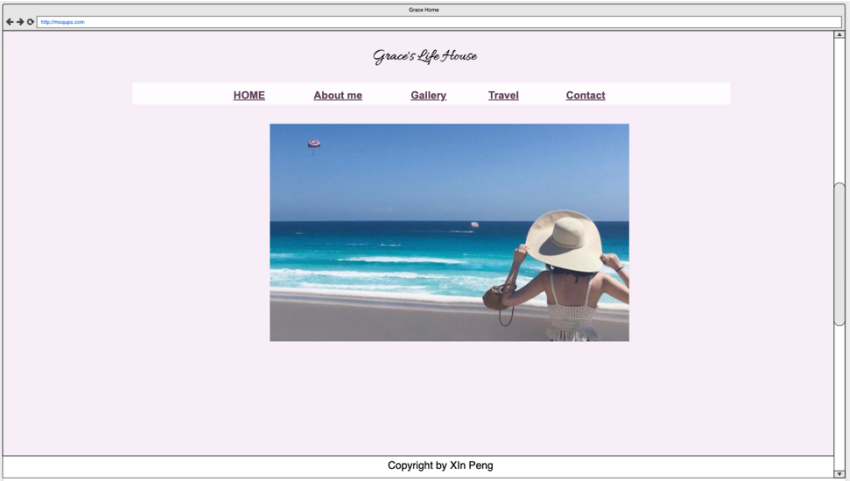 Grace Home
http://moqups.com
Grace's Life House
HOME About me Gallery Travel Contact
Copyright by XIn Peng